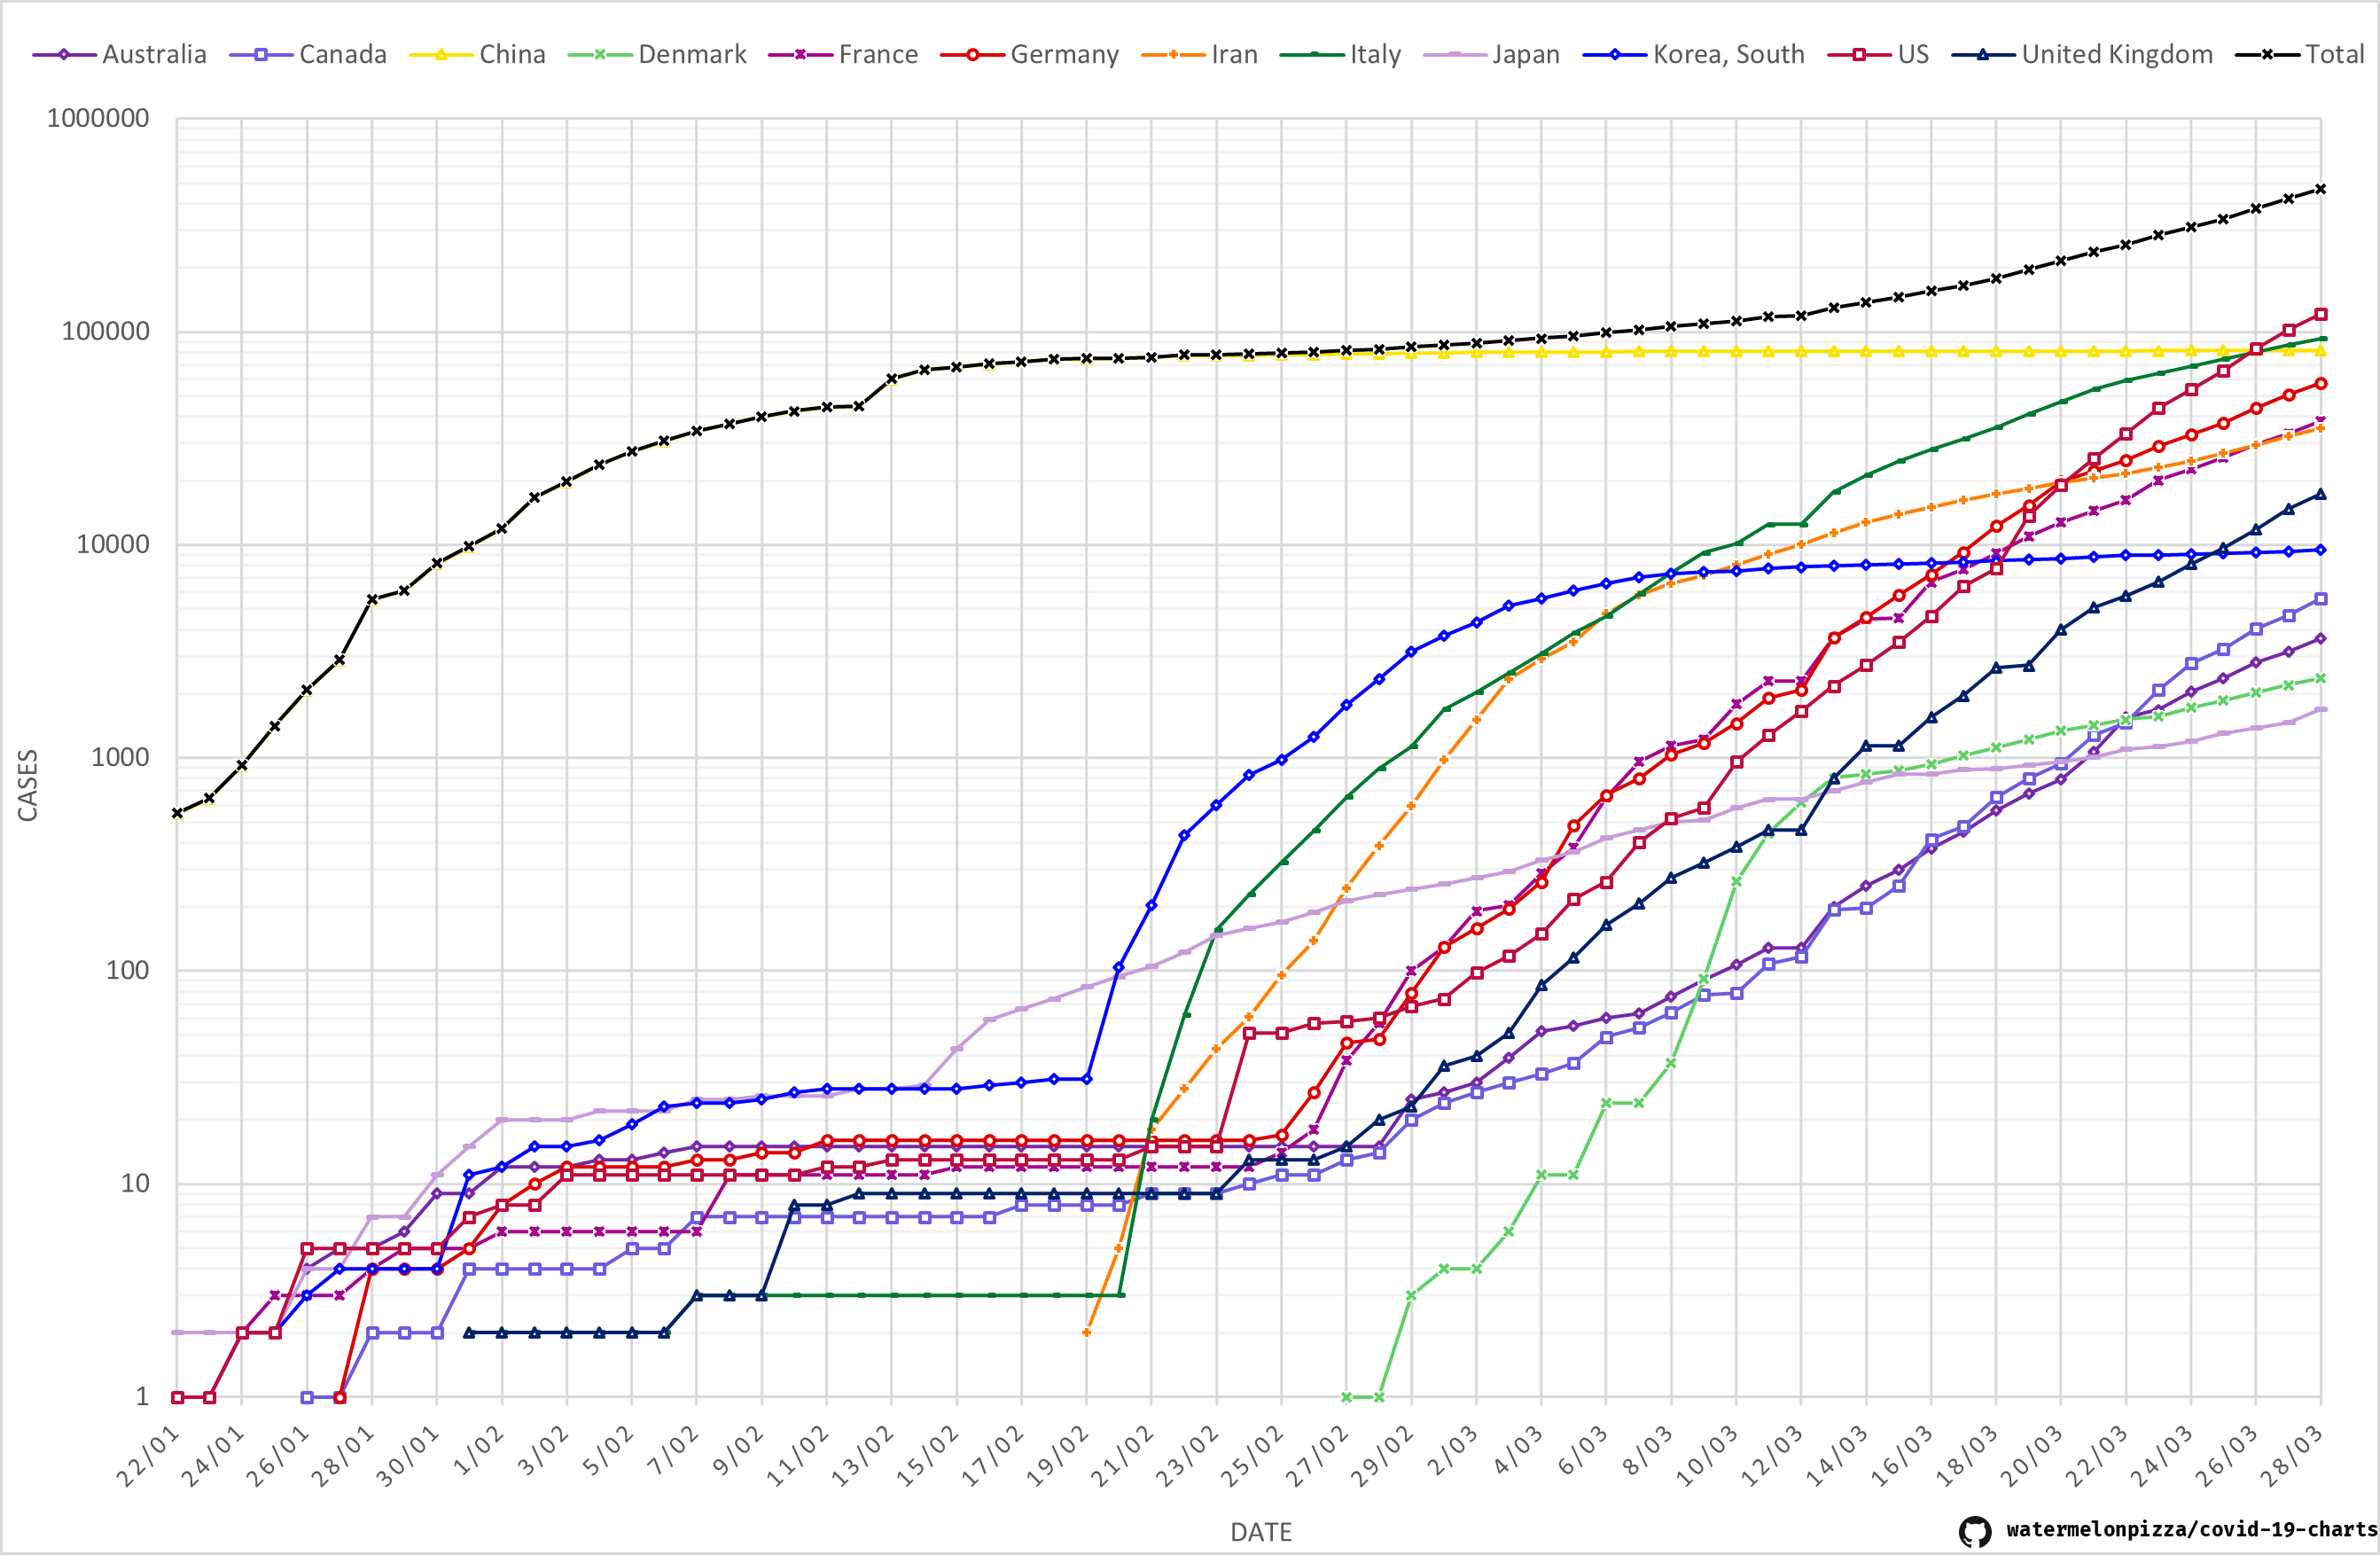 Australia Canada China Denmark France Germany Iran Italy Japan Korea, South US United Kingdom Total
1000000
100000
10000
1000
100
10
1
CASES
22/01 24/01 26/01 28/01 30/01 1/02 3/02 5/02 7/02 9/02 11/02 13/02 15/02 17/02 19/02 21/02 23/02 25/02 27/02 29/02 2/03 4/03 6/03 8/03 10/03 12/03 14/03 16/03 18/03 20/03 22/03 24/03 26/03 28/03
DATE
watermelonpizza/covid-19-charts